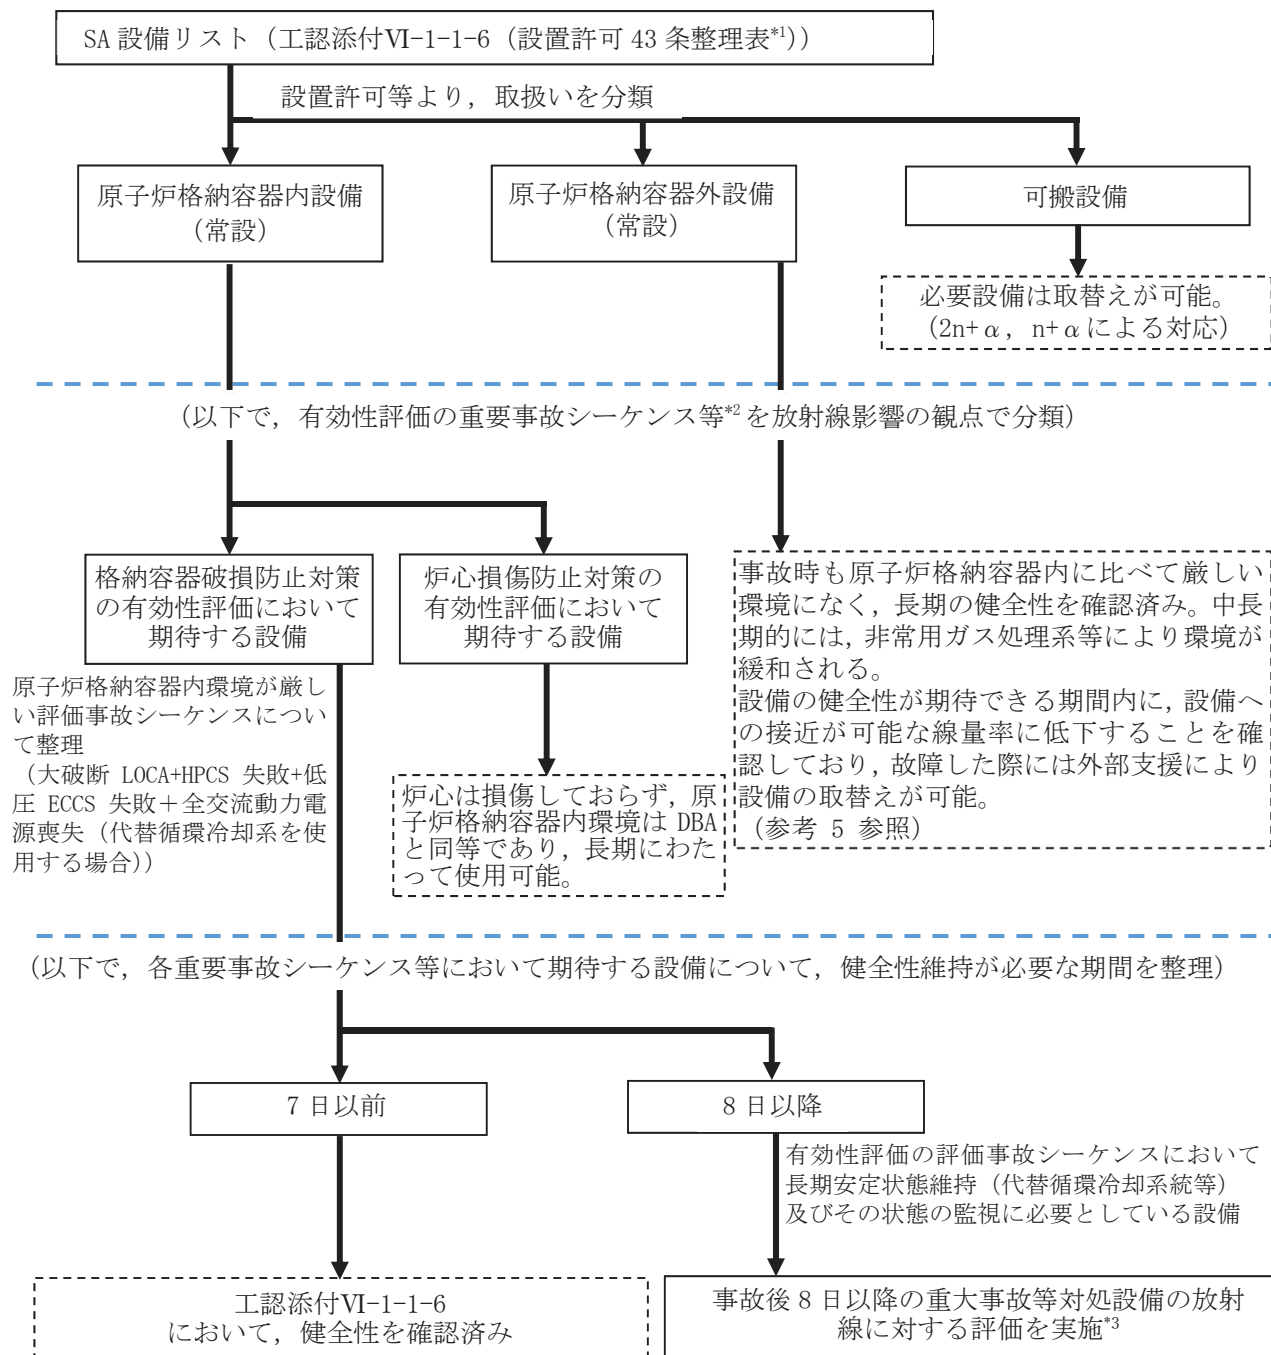 SA 設備リスト（工認添付Ⅵ-1-1-6（設置許可 43 条整理表*1））
設置許可等より，取扱いを分類
原子炉格納容器内設備
（常設）
原子炉格納容器外設備
（常設）
可搬設備
必要設備は取替えが可能。
（2n+α，n+αによる対応）
（以下で，有効性評価の重要事故シーケンス等*2を放射線影響の観点で分類）
格納容器破損防止対策
の有効性評価において
期待する設備
炉心損傷防止対策の
有効性評価において
期待する設備
事故時も原子炉格納容器内に比べて厳しい
環境になく，長期の健全性を確認済み。中長
期的には，非常用ガス処理系等により環境が
緩和される。
設備の健全性が期待できる期間内に，設備へ
の接近が可能な線量率に低下することを確
認しており，故障した際には外部支援により
設備の取替えが可能。
（参考 5 参照）
原子炉格納容器内環境が厳し
い評価事故シーケンスについ
て整理
（大破断 LOCA+HPCS 失敗+低
圧 ECCS 失敗＋全交流動力電
源喪失（代替循環冷却系を使
用する場合））
炉心は損傷しておらず，原
子炉格納容器内環境は DBA
と同等であり，長期にわた
って使用可能。
（以下で，各重要事故シーケンス等において期待する設備について，健全性維持が必要な期間を整理）
7 日以前
8 日以降
有効性評価の評価事故シーケンスにおいて
長期安定状態維持（代替循環冷却系統等）
及びその状態の監視に必要としている設備
工認添付Ⅵ-1-1-6
において，健全性を確認済み
事故後 8 日以降の重大事故等対処設備の放射
線に対する評価を実施*3